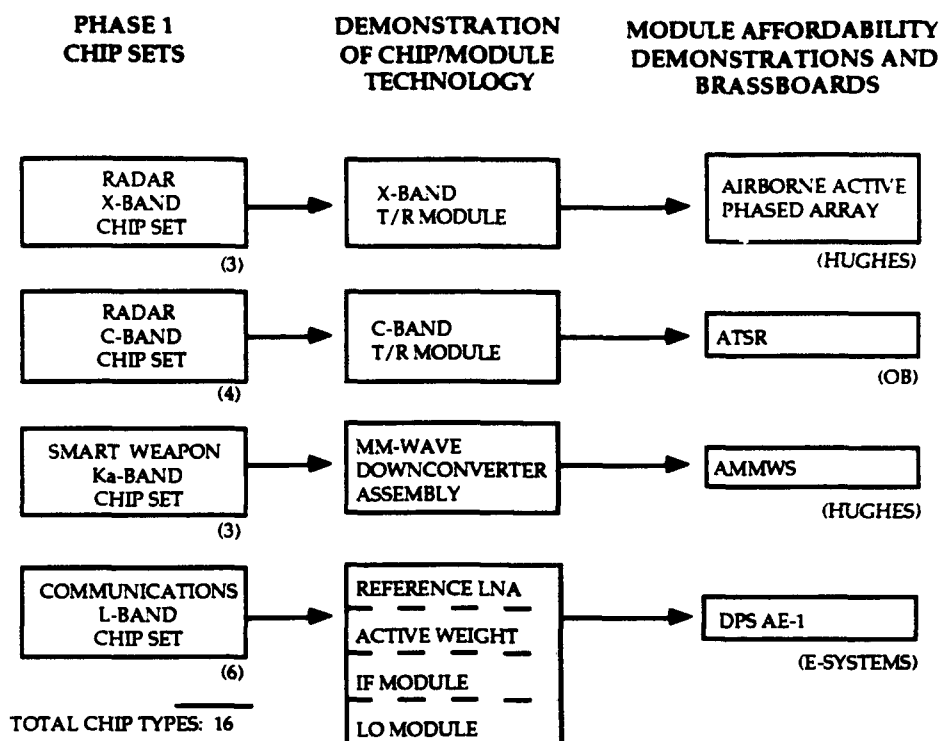 PHASE 1
CHIP SETS
DEMONSTRATION
OF CHIP/MODULE
TECHNOLOGY
MODULE AFFORDABILITY
DEMONSTRATIONS AND
BRASSBOARDS
RADAR
X-BAND
CHIP SET
(3)
X-BAND
T/R MODULE
AIRBORNE ACTIVE
PHASED ARRAY
(HUGHES)
RADAR
C-BAND
CHIP SET
(4)
C-BAND
T/R MODULE
ATSR
(OB)
SMART WEAPON
Ka-BAND
CHIP SET
(3)
MM-WAVE
DOWNCONVERTER
ASSEMBLY
AMMWS
(HUGHES)
COMMUNICATIONS
L-BAND
CHIP SET
(6)
REFERENCE LNA
ACTIVE WEIGHT
IF MODULE
LO MODULE
DPS AE-1
(E-SYSTEMS)
TOTAL CHIP TYPES: 16